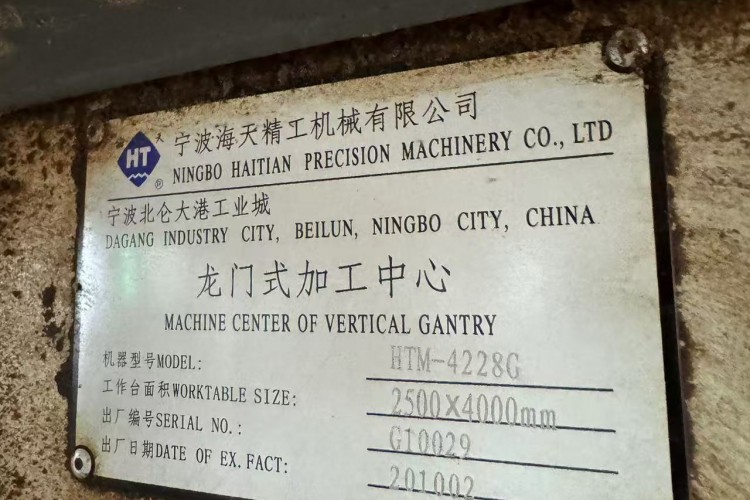 宁波海天精工机械有限公司
HT ® NINGBO HAITIAN PRECISION MACHINERY CO., LTD
宁波北仑大港工业城
DAGANG INDUSTRY CITY, BEILUN, NINGBO CITY, CHINA
龙门式加工中心
MACHINE CENTER OF VERTICAL GANTRY
机器型号MODEL: HTM-4228G
工作台面积WORKTABLE SIZE: 2500X4000mm
出厂编号SERIAL NO.: G10029
出厂日期DATE OF EX. FACT: 201002